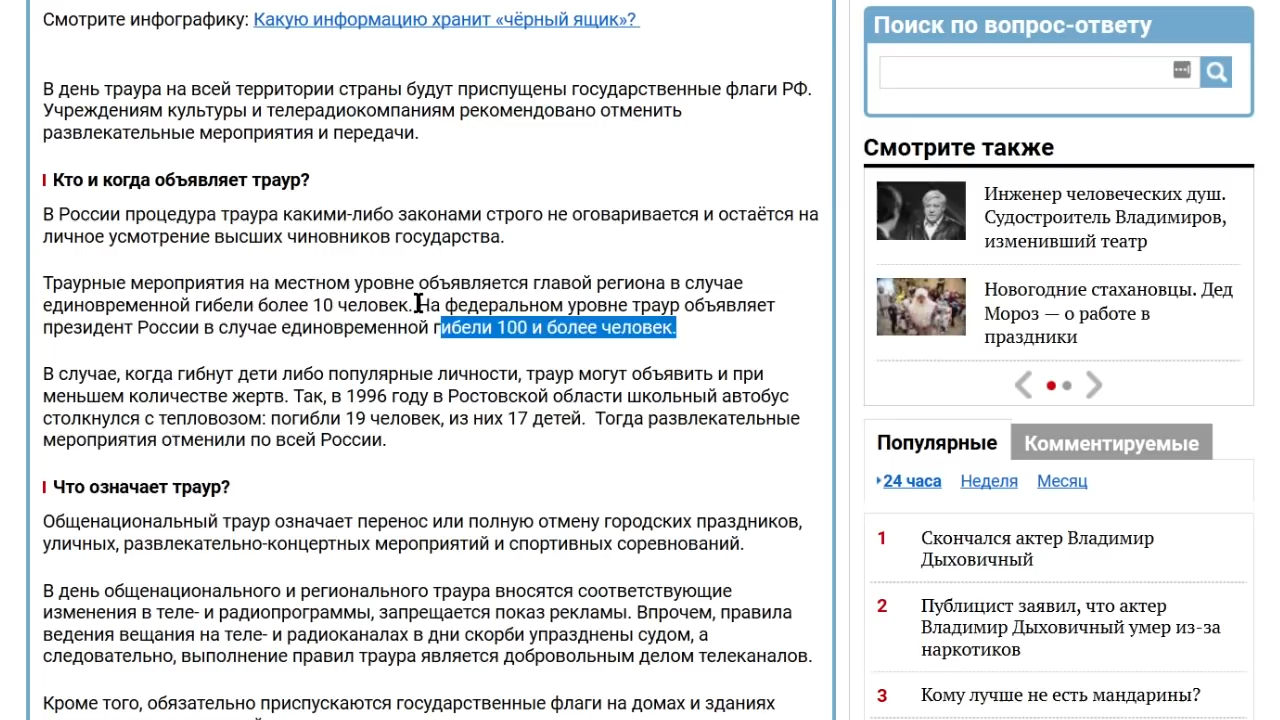 Смотрите инфографику: Какую информацию хранит «чёрный ящик»?
В день траура на всей территории страны будут приспущены государственные флаги РФ.
Учреждениям культуры и телерадиокомпаниям рекомендовано отменить
развлекательные мероприятия и передачи.
Кто и когда объявляет траур?
В России процедура траура какими-либо законами строго не оговаривается и остаётся на
личное усмотрение высших чиновников государства.
Траурные мероприятия на местном уровне объявляется главой региона в случае
единовременной гибели более 10 человек. На федеральном уровне траур объявляет
президент России в случае единовременной гибели 100 и более человек.
В случае, когда гибнут дети либо популярные личности, траур могут объявить и при
меньшем количестве жертв. Так, в 1996 году в Ростовской области школьный автобус
столкнулся с тепловозом: погибли 19 человек, из них 17 детей. Тогда развлекательные
мероприятия отменили по всей России.
Что означает траур?
Общенациональный траур означает перенос или полную отмену городских праздников,
уличных, развлекательно-концертных мероприятий и спортивных соревнований.
В день общенационального и регионального траура вносятся соответствующие
изменения в теле- и радиопрограммы, запрещается показ рекламы. Впрочем, правила
ведения вещания на теле- и радиоканалах в дни скорби упразднены судом, а
следовательно, выполнение правил траура является добровольным делом телеканалов.
Кроме того, обязательно приспускаются государственные флаги на домах и зданиях
Поиск по вопрос-ответу
Смотрите также
Инженер человеческих душ.
Судостроитель Владимиров,
изменивший театр
Новогодние стахановцы. Дед
Мороз — о работе в
праздники
Популярные Комментируемые
24 часа Неделя Месяц
1 Скончался актер Владимир
Дыховичный
2 Публицист заявил, что актер
Владимир Дыховичный умер из-за
наркотиков
3 Кому лучше не есть мандарины?